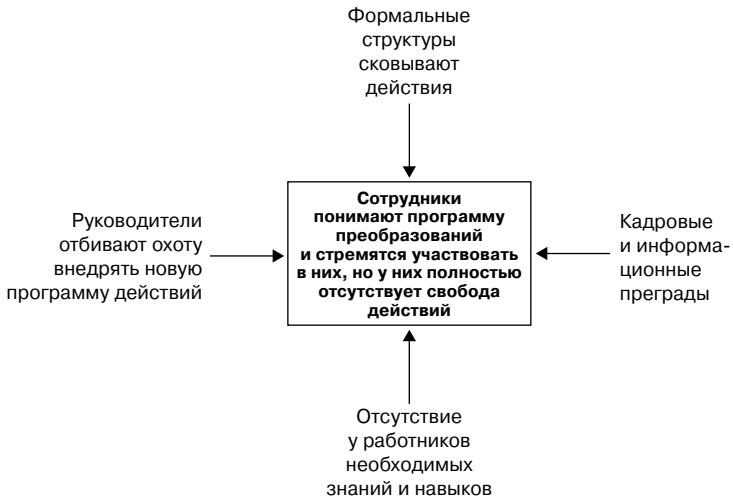 Формальные
структуры
сковывают
действия
Руководители
отбивают охоту
внедрять новую
программу действий
Сотрудники
понимают программу
преобразований
и стремятся участвовать
в них, но у них полностью
отсутствует свобода
действий
Кадровые
и информа-
ционные
преграды
Отсутствие
у работников
необходимых
знаний и навыков